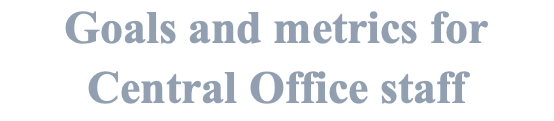 Goals and metrics for
Central Office staff